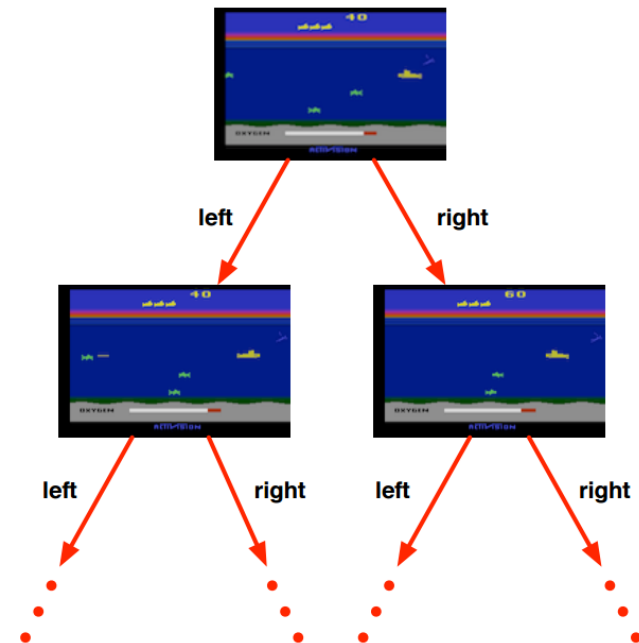 40
OXYGEN
ACTIVISION
left
right
40
OXYGEN
ACTIVISION
60
OXYGEN
ACTIVISION
left
right
left
right